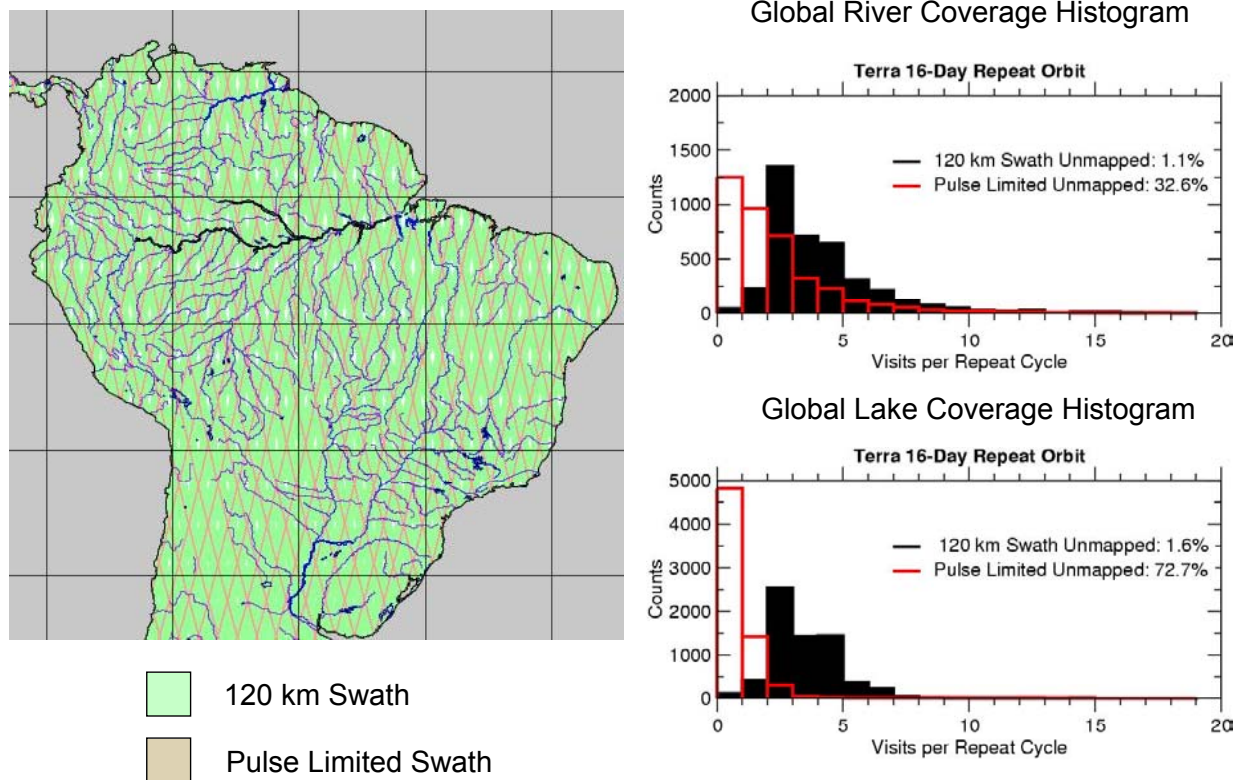 Global River Coverage Histogram
Terra 16-Day Repeat Orbit
2000
1500
1000
500
0
Counts
120 km Swath Unmapped: 1.1%
Pulse Limited Unmapped: 32.6%
0 5 10 15 20
Visits per Repeat Cycle
Global Lake Coverage Histogram
Terra 16-Day Repeat Orbit
5000
4000
3000
2000
1000
0
Counts
120 km Swath Unmapped: 1.6%
Pulse Limited Unmapped: 72.7%
0 5 10 15 20
Visits per Repeat Cycle
120 km Swath
Pulse Limited Swath